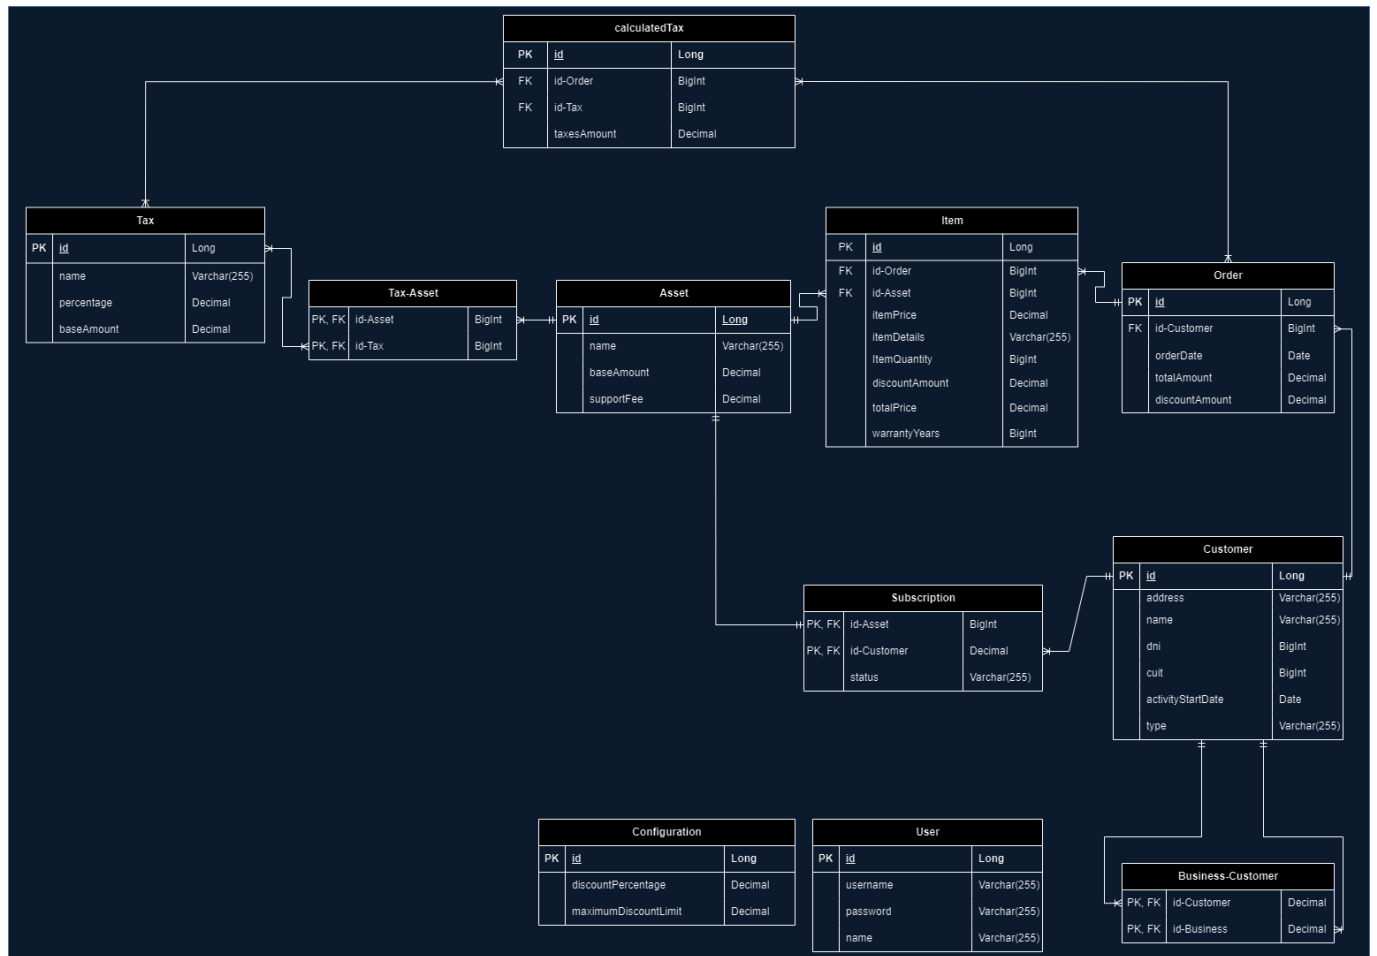 calculatedTax
PK id Long
FK id-Order BigInt
FK id-Tax BigInt
taxesAmount Decimal
Tax
PK id Long
name Varchar(255)
percentage Decimal
baseAmount Decimal
Tax-Asset
PK, FK id-Asset BigInt
PK, FK id-Tax BigInt
Asset
PK id Long
name Varchar(255)
baseAmount Decimal
supportFee Decimal
Item
PK id Long
FK id-Order BigInt
FK id-Asset BigInt
itemPrice Decimal
itemDetails Varchar(255)
ItemQuantity BigInt
discountAmount Decimal
totalPrice Decimal
warrantyYears BigInt
Order
PK id Long
FK id-Customer BigInt
orderDate Date
totalAmount Decimal
discountAmount Decimal
Customer
PK id Long
address Varchar(255)
name Varchar(255)
dni BigInt
cuit BigInt
activityStartDate Date
type Varchar(255)
Subscription
PK, FK id-Asset BigInt
PK, FK id-Customer Decimal
status Varchar(255)
Configuration
PK id Long
discountPercentage Decimal
maximumDiscountLimit Decimal
User
PK id Long
username Varchar(255)
password Varchar(255)
name Varchar(255)
Business-Customer
PK, FK id-Customer Decimal
PK, FK id-Business Decimal